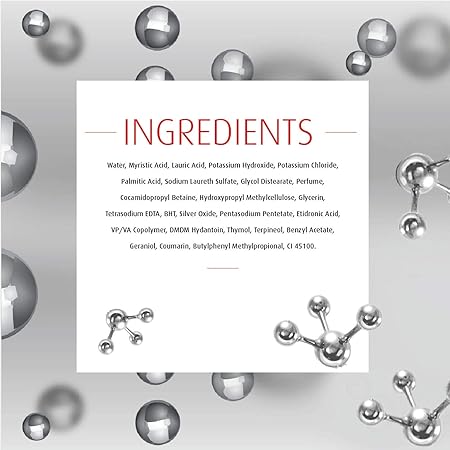 INGREDIENTS
Water, Myristic Acid, Lauric Acid, Potassium Hydroxide, Potassium Chloride,
Palmitic Acid, Sodium Laureth Sulfate, Glycol Distearate, Perfume,
Cocamidopropyl Betaine, Hydroxypropyl Methylcellulose, Glycerin,
Tetrasodium EDTA, BHT, Silver Oxide, Pentasodium Pentetate, Etidronic Acid,
VP/VA Copolymer, DMDM Hydantoin, Thymol, Terpineol, Benzyl Acetate,
Geraniol, Coumarin, Butylphenyl Methylpropional, CI 45100.